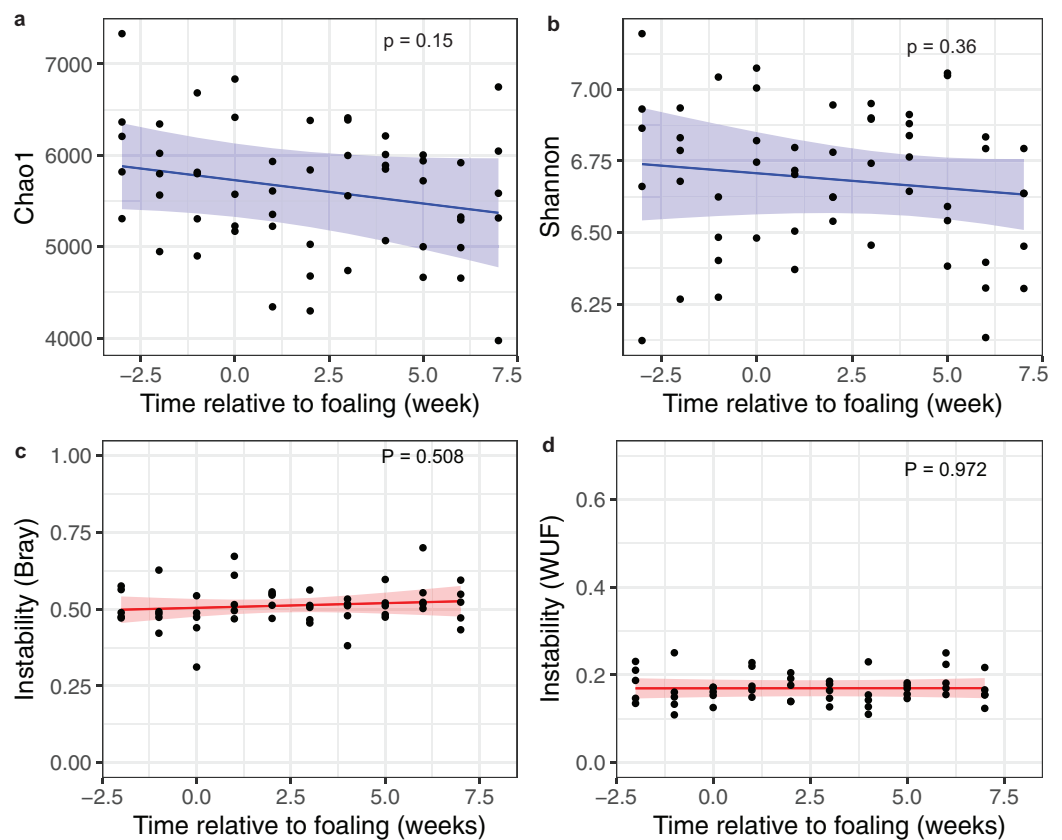 a
p = 0.15
Chao1
7000
6000
5000
4000
−2.5 0.0 2.5 5.0 7.5
Time relative to foaling (week)
b
p = 0.36
Shannon
7.00
6.75
6.50
6.25
−2.5 0.0 2.5 5.0 7.5
Time relative to foaling (week)
c
P = 0.508
Instability (Bray)
1.00
0.75
0.50
0.25
0.00
−2.5 0.0 2.5 5.0 7.5
Time relative to foaling (weeks)
d
P = 0.972
Instability (WUF)
0.6
0.4
0.2
0.0
−2.5 0.0 2.5 5.0 7.5
Time relative to foaling (weeks)